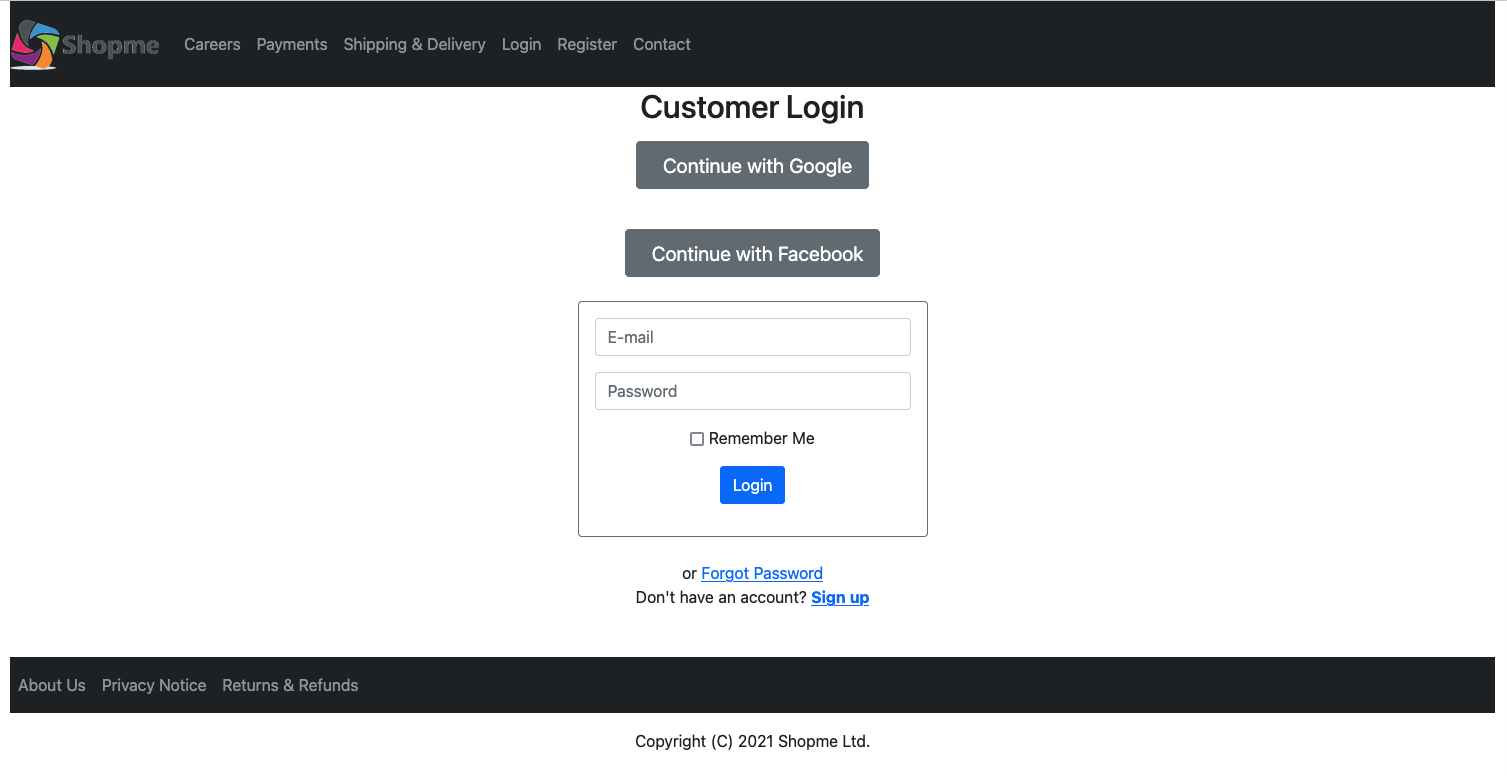 Shopme Careers Payments Shipping & Delivery Login Register Contact
Customer Login
Continue with Google
Continue with Facebook
E-mail
Password
Remember Me
Login
or Forgot Password
Don't have an account? Sign up
About Us Privacy Notice Returns & Refunds
Copyright (C) 2021 Shopme Ltd.